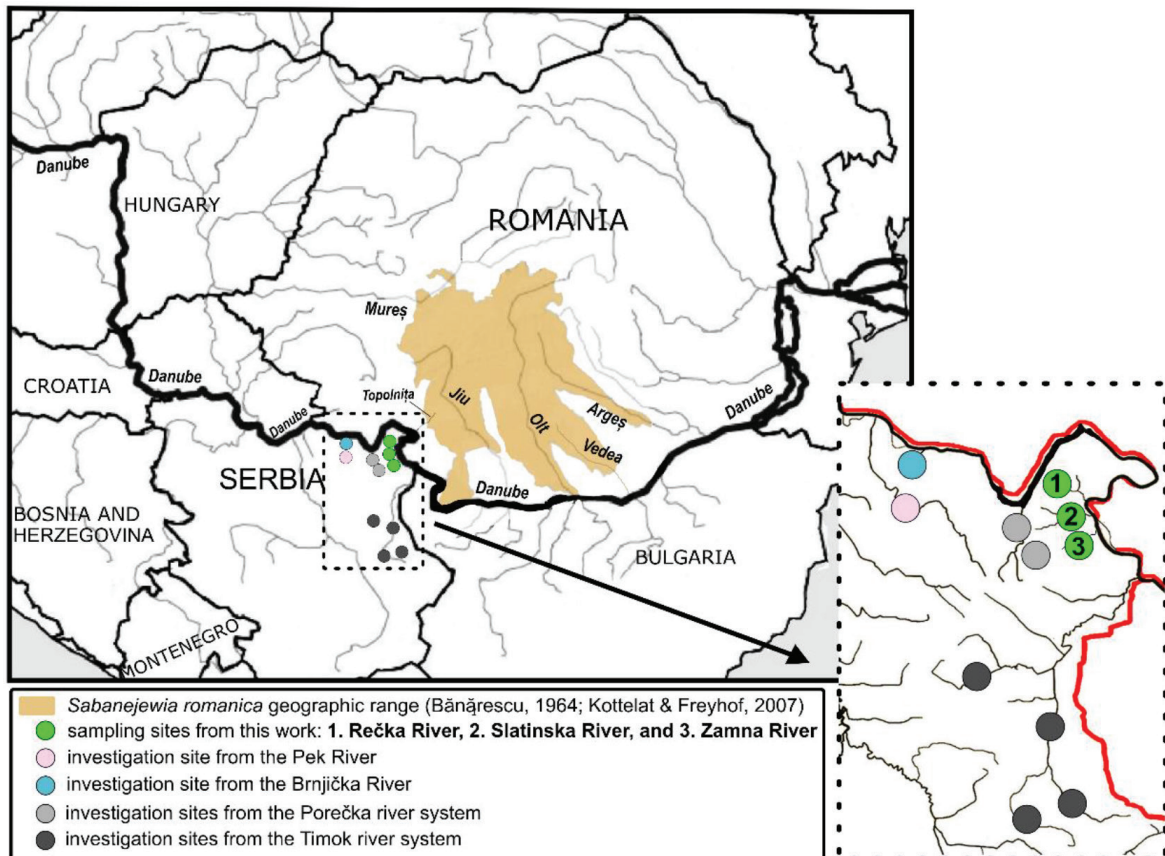 Danube
HUNGARY
ROMANIA
Mureș
CROATIA
Danube
Topolnița
Jiu
Olt
Argeș
Vedea
Danube
Danube
Danube
SERBIA
BOSNIA AND
HERZEGOVINA
BULGARIA
MONTENEGRO
1
2
3
Sabanejewia romanica geographic range (Bănărescu, 1964; Kottelat & Freyhof, 2007)
sampling sites from this work: 1. Rečka River, 2. Slatinska River, and 3. Zamna River
investigation site from the Pek River
investigation site from the Brnjička River
investigation sites from the Porečka river system
investigation sites from the Timok river system